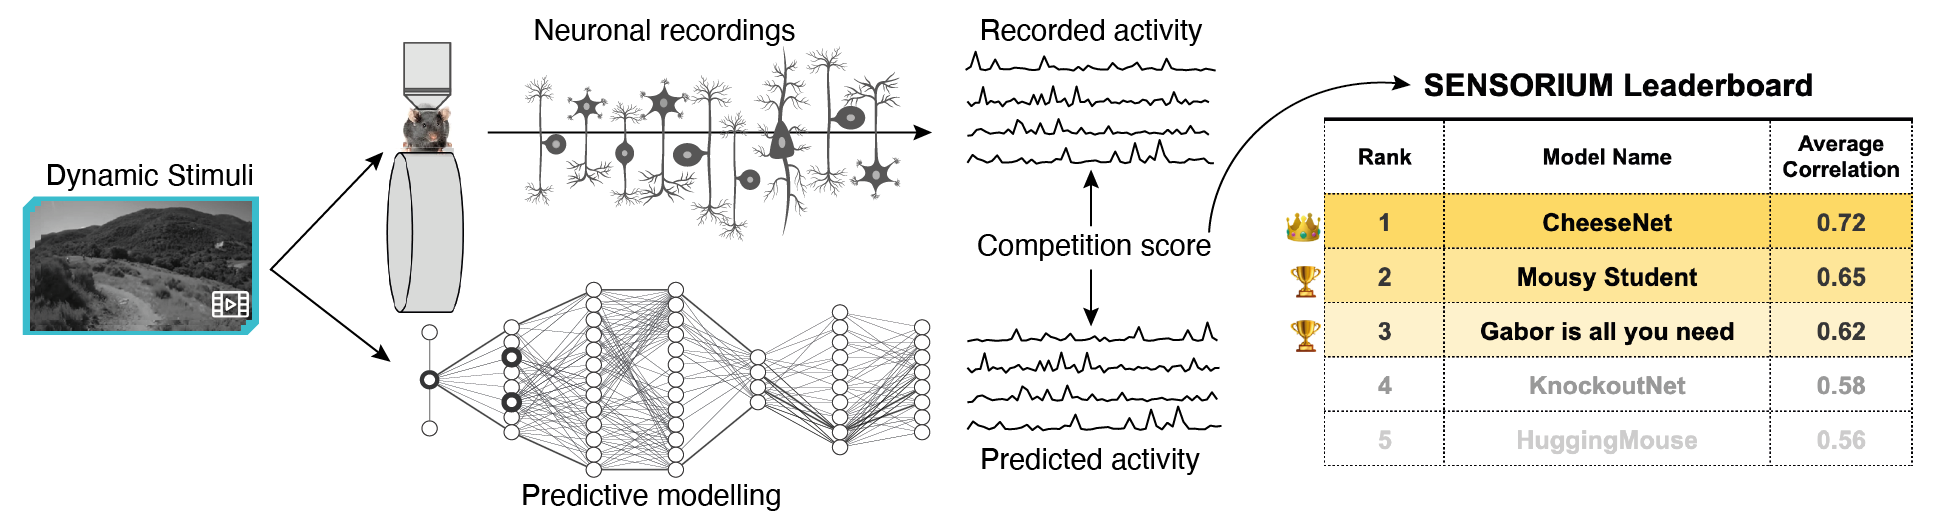 Dynamic Stimuli
Neuronal recordings
Recorded activity
Competition score
Predicted activity
Predictive modelling
SENSORIUM Leaderboard
Rank Model Name Average Correlation
1 CheeseNet 0.72
2 Mousy Student 0.65
3 Gabor is all you need 0.62
4 KnockoutNet 0.58
5 HuggingMouse 0.56